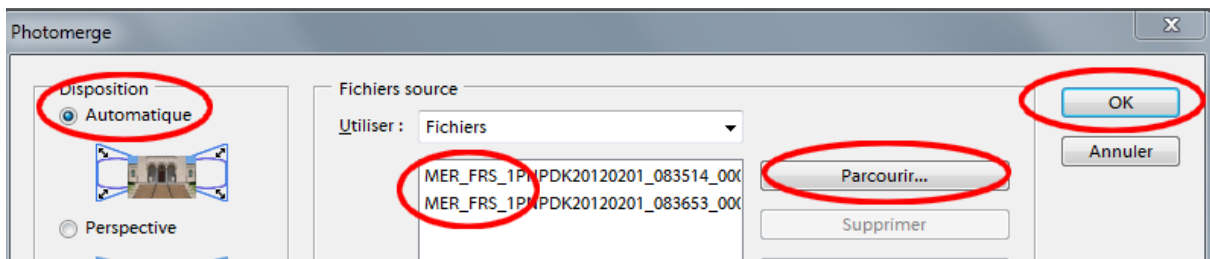 Photomerge
X
Disposition
Automatique
Perspective
Fichiers source
Utiliser : Fichiers
MER_FRS_1PNPDK20120201_083514_000
MER_FRS_1PNPDK20120201_083653_000
Parcourir...
Supprimer
OK
Annuler